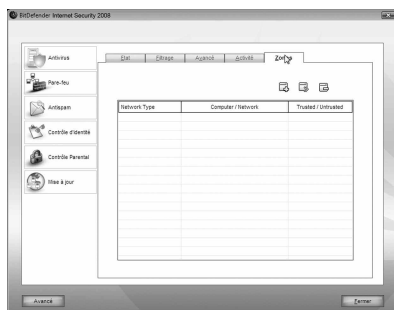 BitDefender Internet Security 2008
Antivirus
Pare-feu
Antispam
Contrôle d'identité
Contrôle Parental
Mise à jour
Etat Filtrage Avancé Activité Zones
Network Type Computer / Network Trusted / Untrusted
Avancé Fermer